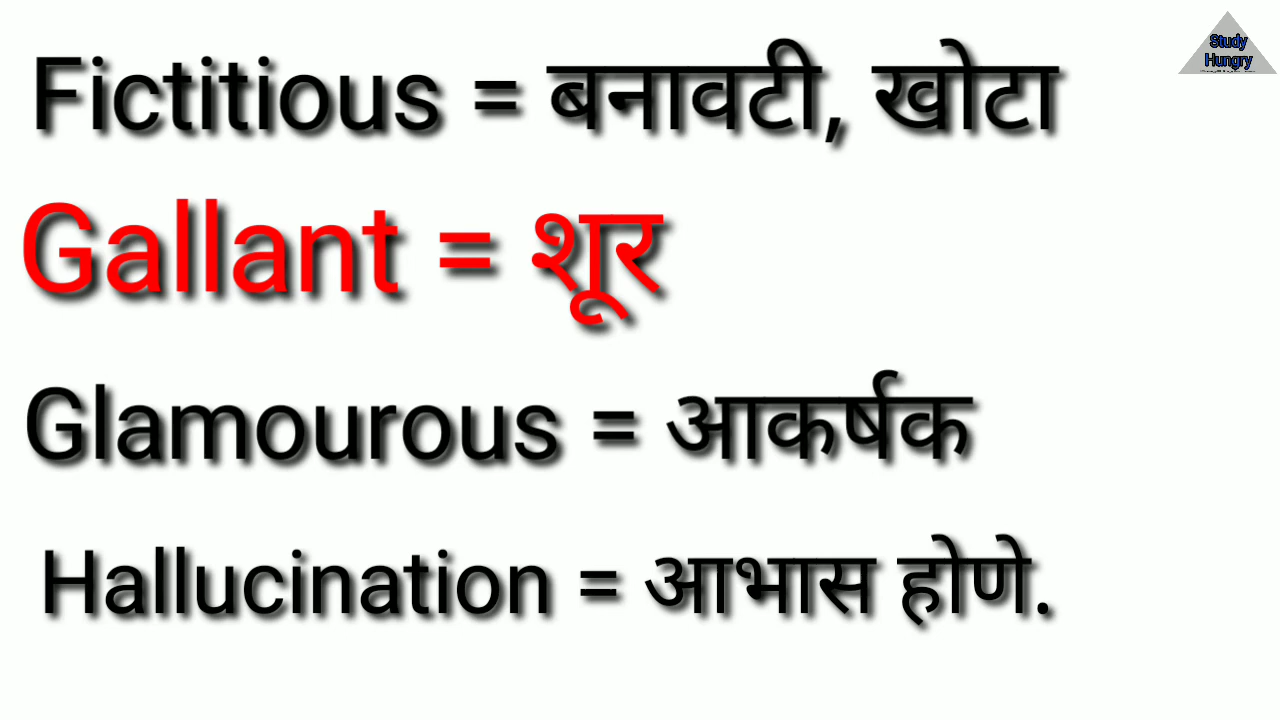 Fictitious = बनावटी, खोटा
Study
Hungry
Gallant = शूर
Glamourous = आकर्षक
Hallucination = आभास होणे.